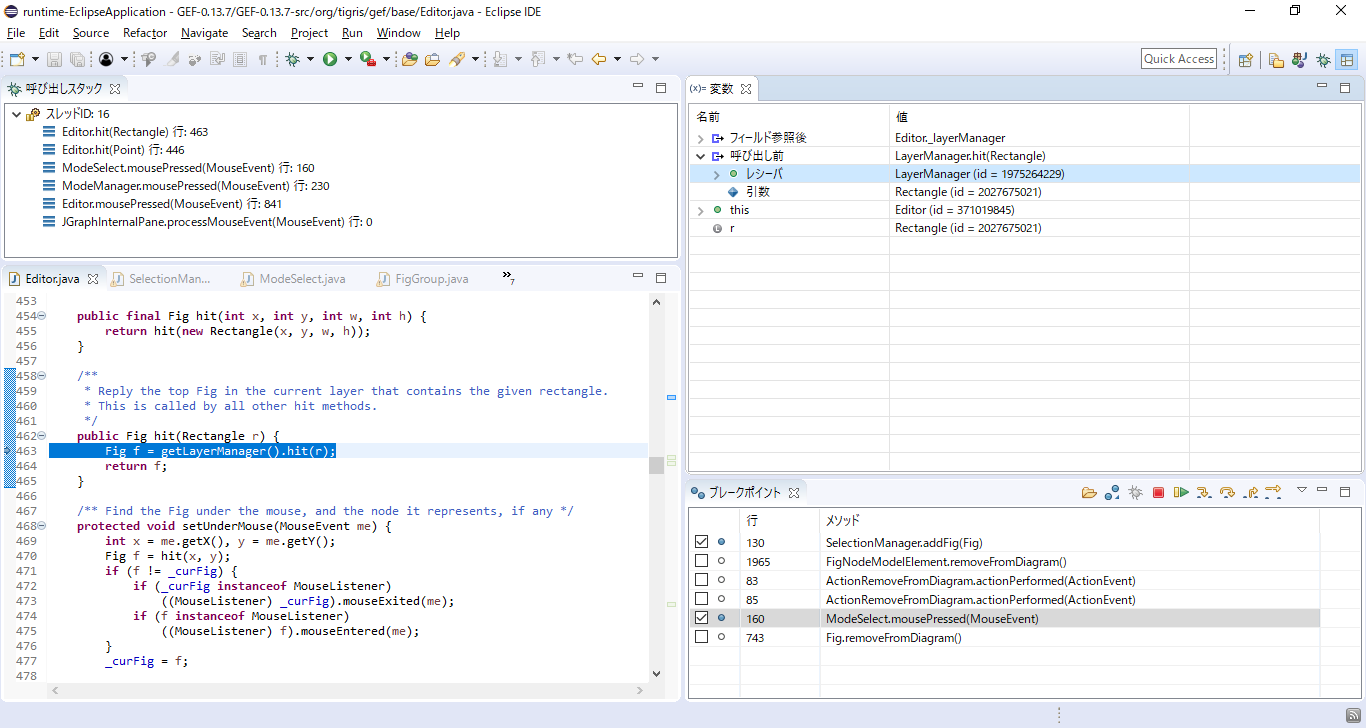 runtime-EclipseApplication - GEF-0.13.7/GEF-0.13.7-src/org/tigris/gef/base/Editor.java - Eclipse IDE
File Edit Source Refactor Navigate Search Project Run Window Help
Quick Access
呼び出しスタック
スレッドID: 16
Editor.hit(Rectangle) 行: 463
Editor.hit(Point) 行: 446
ModeSelect.mousePressed(MouseEvent) 行: 160
ModeManager.mousePressed(MouseEvent) 行: 230
Editor.mousePressed(MouseEvent) 行: 841
JGraphInternalPane.processMouseEvent(MouseEvent) 行: 0
(x)= 変数
名前 値
フィールド参照後 Editor._layerManager
呼び出し前 LayerManager.hit(Rectangle)
レシーバ LayerManager (id = 1975264229)
引数 Rectangle (id = 2027675021)
this Editor (id = 371019845)
r Rectangle (id = 2027675021)
Editor.java SelectionMan... ModeSelect.java FigGroup.java »7
453
454 public final Fig hit(int x, int y, int w, int h) {
455 return hit(new Rectangle(x, y, w, h));
456 }
457
458 /**
459 * Reply the top Fig in the current layer that contains the given rectangle.
460 * This is called by all other hit methods.
461 */
462 public Fig hit(Rectangle r) {
463 Fig f = getLayerManager().hit(r);
464 return f;
465 }
466
467 /** Find the Fig under the mouse, and the node it represents, if any */
468 protected void setUnderMouse(MouseEvent me) {
469 int x = me.getX(), y = me.getY();
470 Fig f = hit(x, y);
471 if (f != _curFig) {
472 if (_curFig instanceof MouseListener)
473 ((MouseListener) _curFig).mouseExited(me);
474 if (f instanceof MouseListener)
475 ((MouseListener) f).mouseEntered(me);
476 }
477 _curFig = f;
478
ブレークポイント
行 メソッド
130 SelectionManager.addFig(Fig)
1965 FigNodeModelElement.removeFromDiagram()
83 ActionRemoveFromDiagram.actionPerformed(ActionEvent)
85 ActionRemoveFromDiagram.actionPerformed(ActionEvent)
160 ModeSelect.mousePressed(MouseEvent)
743 Fig.removeFromDiagram()